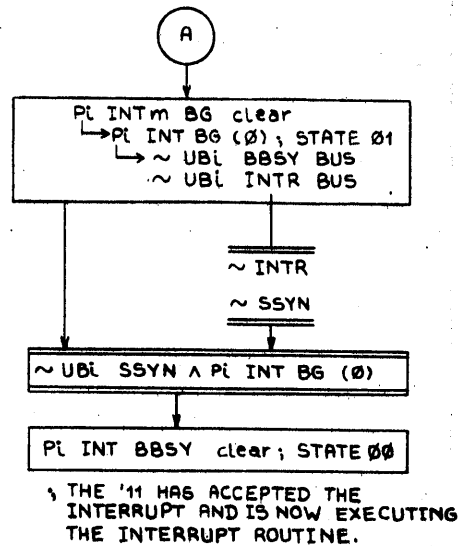 A
Pi INTm BG clear
Pi INT BG (Ø) ; STATE Ø1
~ UBi BBSY BUS
~ UBi INTR BUS
~ INTR
~ SSYN
~ UBi SSYN ∧ Pi INT BG (Ø)
Pi INT BBSY clear ; STATE ØØ
; THE '11 HAS ACCEPTED THE
INTERRUPT AND IS NOW EXECUTING
THE INTERRUPT ROUTINE.